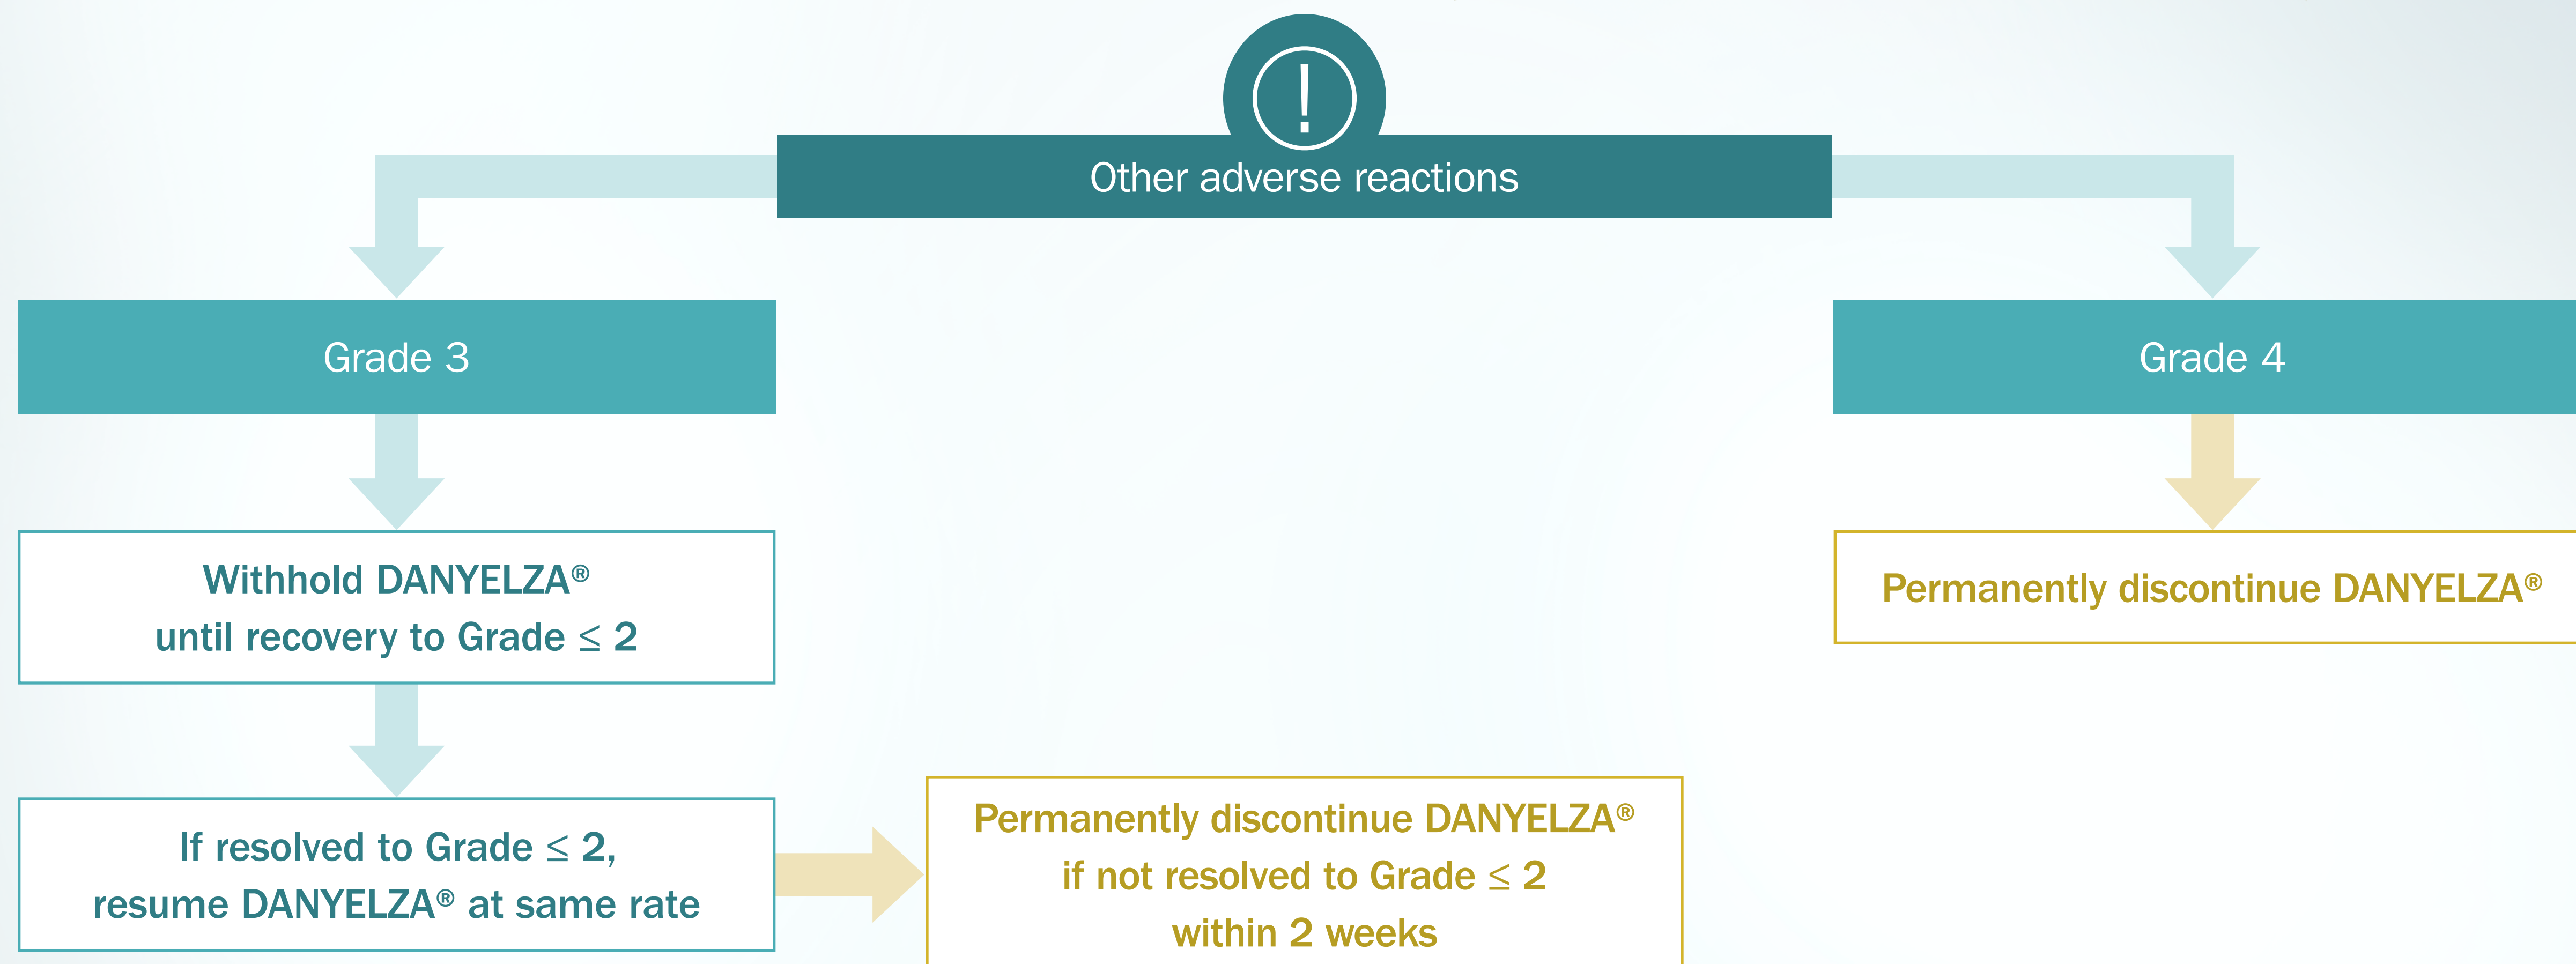 !
Other adverse reactions
Grade 3
Grade 4
Withhold DANYELZA®
until recovery to Grade ≤ 2
Permanently discontinue DANYELZA®
If resolved to Grade ≤ 2,
resume DANYELZA® at same rate
Permanently discontinue DANYELZA®
if not resolved to Grade ≤ 2
within 2 weeks